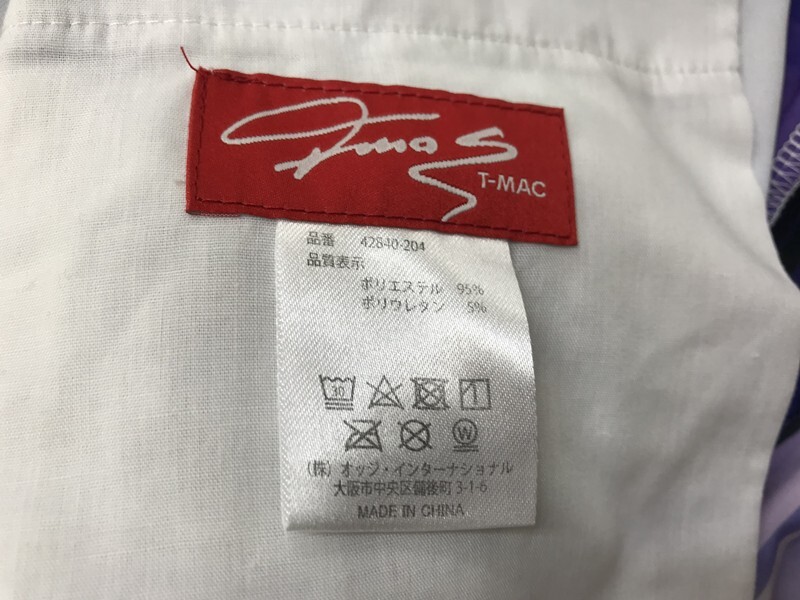 T-MAC
品番 42840-204
品質表示
ポリエステル 95%
ポリウレタン 5%
30
W
(株) オッジ・インターナショナル
大阪市中央区備後町 3-1-6
MADE IN CHINA